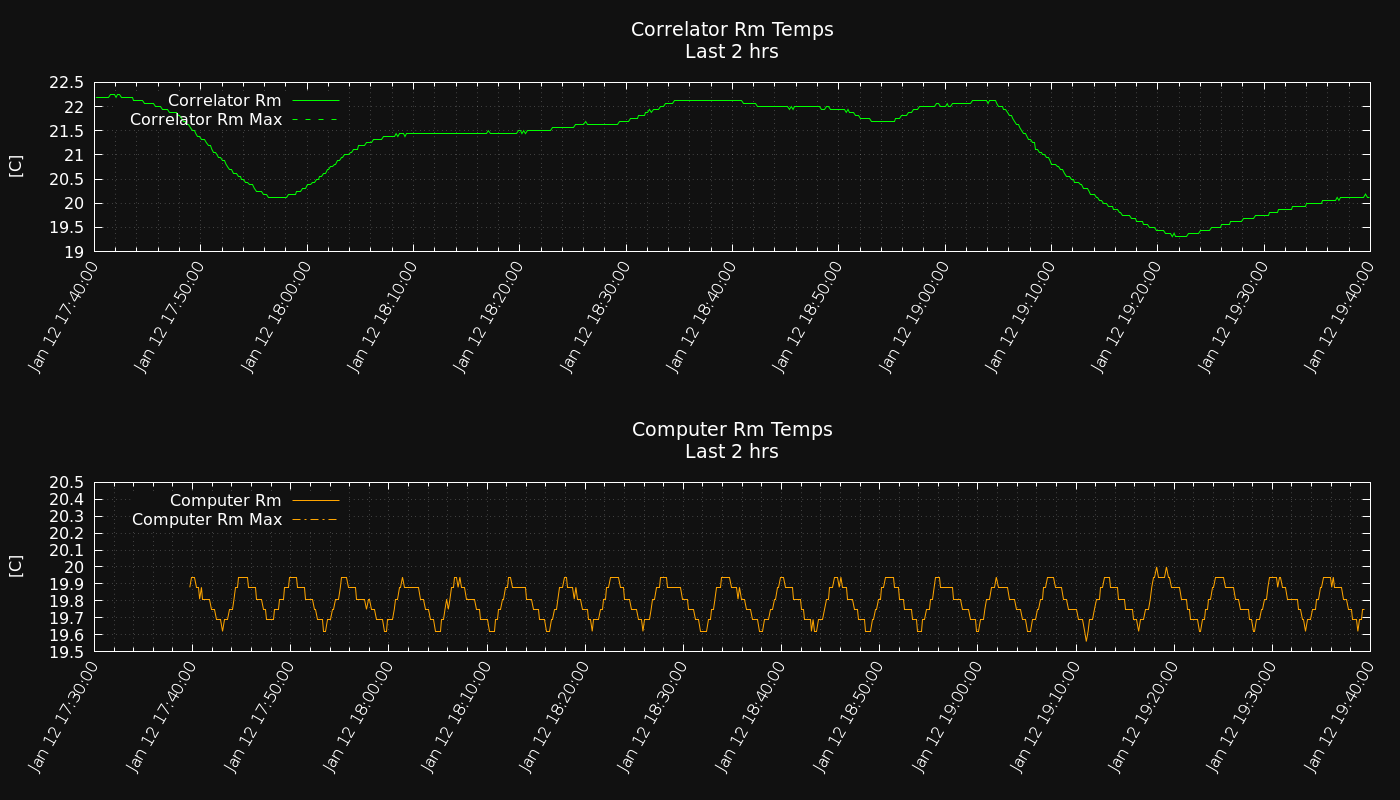 Correlator Rm Temps
Last 2 hrs
22.5
22
21.5
21
20.5
20
19.5
19
[C]
Correlator Rm
Correlator Rm Max
Jan 12 17:40:00
Jan 12 17:50:00
Jan 12 18:00:00
Jan 12 18:10:00
Jan 12 18:20:00
Jan 12 18:30:00
Jan 12 18:40:00
Jan 12 18:50:00
Jan 12 19:00:00
Jan 12 19:10:00
Jan 12 19:20:00
Jan 12 19:30:00
Jan 12 19:40:00
Computer Rm Temps
Last 2 hrs
20.5
20.4
20.3
20.2
20.1
20
19.9
19.8
19.7
19.6
19.5
[C]
Computer Rm
Computer Rm Max
Jan 12 17:30:00
Jan 12 17:40:00
Jan 12 17:50:00
Jan 12 18:00:00
Jan 12 18:10:00
Jan 12 18:20:00
Jan 12 18:30:00
Jan 12 18:40:00
Jan 12 18:50:00
Jan 12 19:00:00
Jan 12 19:10:00
Jan 12 19:20:00
Jan 12 19:30:00
Jan 12 19:40:00